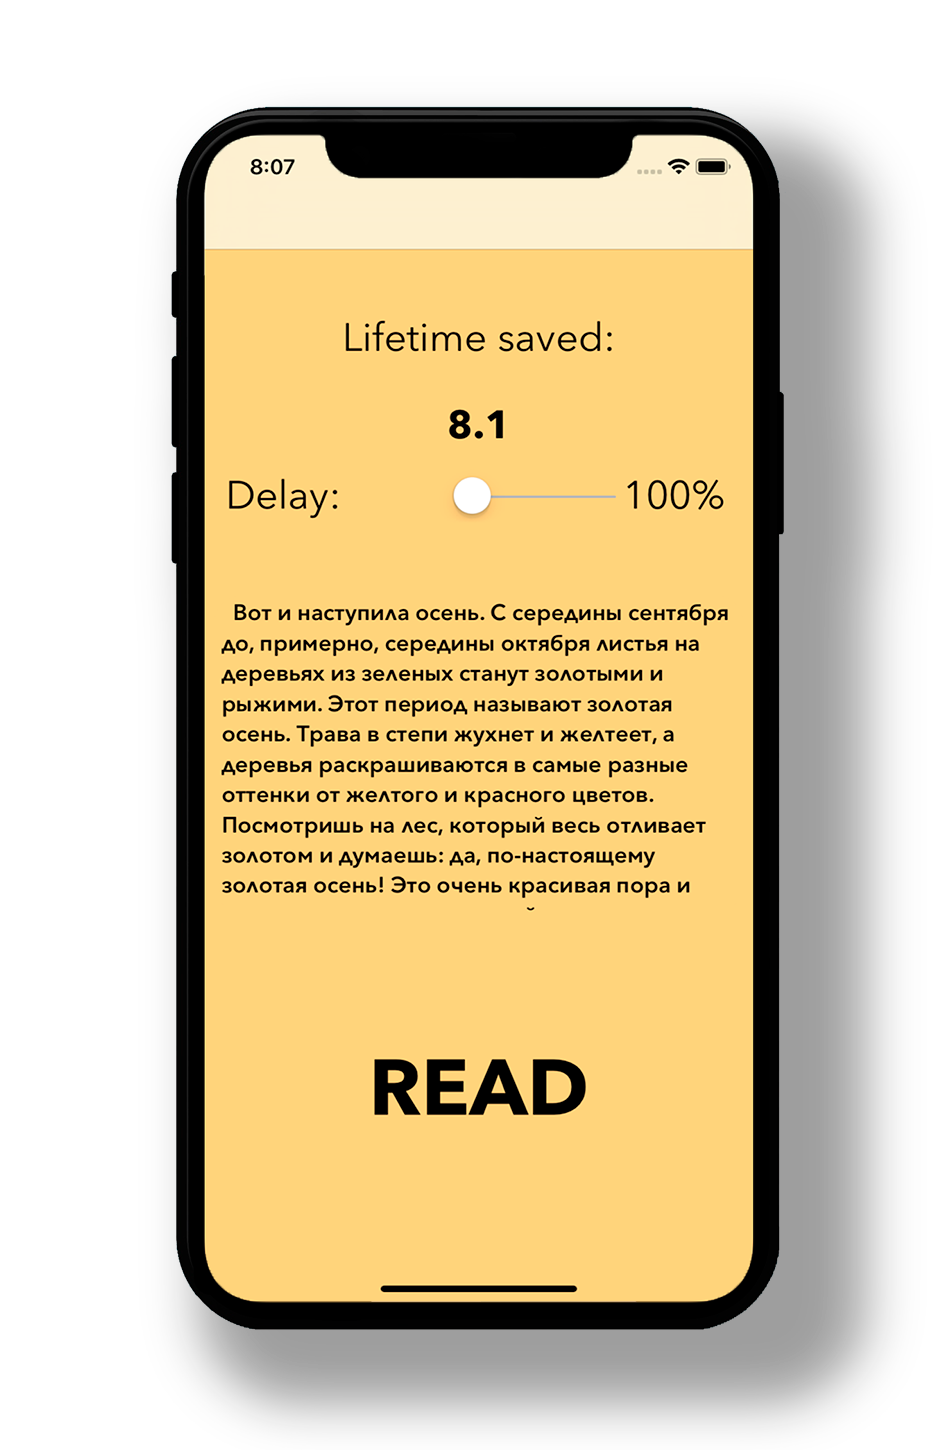 8:07
Lifetime saved:
8.1
Delay: 100%
Вот и наступила осень. С середины сентября
до, примерно, середины октября листья на
деревьях из зеленых станут золотыми и
рыжими. Этот период называют золотая
осень. Трава в степи жухнет и желтеет, а
деревья раскрашиваются в самые разные
оттенки от желтого и красного цветов.
Посмотришь на лес, который весь отливает
золотом и думаешь: да, по-настоящему
золотая осень! Это очень красивая пора и
READ